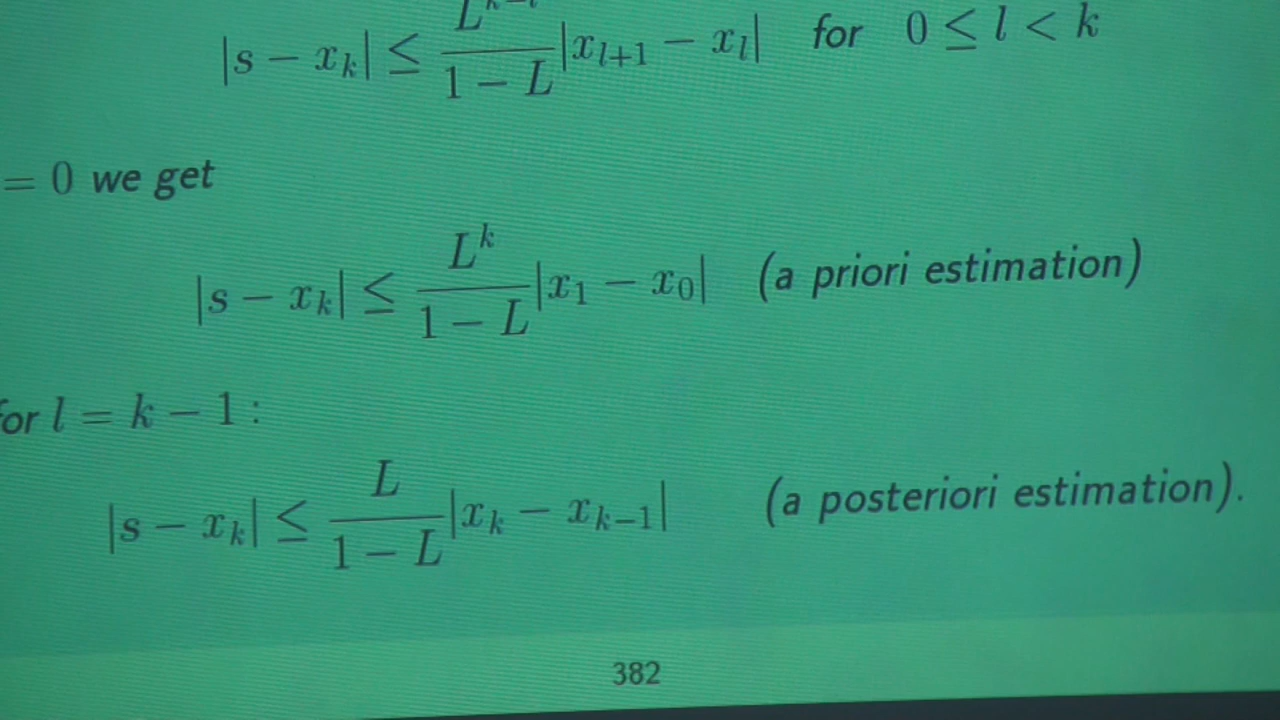 |s − x_k| ≤ L^{k−l} / (1 − L) |x_{l+1} − x_l| for 0 ≤ l < k
= 0 we get
|s − x_k| ≤ L^k / (1 − L) |x_1 − x_0| (a priori estimation)
for l = k − 1 :
|s − x_k| ≤ L / (1 − L) |x_k − x_{k−1}| (a posteriori estimation).
382